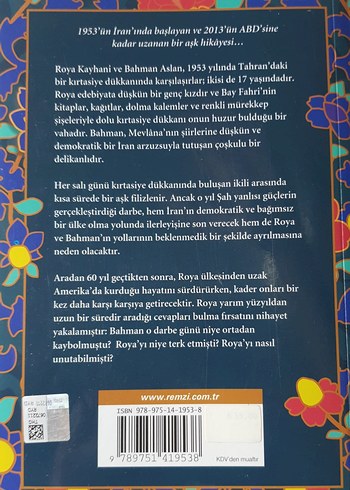 1953'ün İran'ında başlayan ve 2013'ün ABD'sine
kadar uzanan bir aşk hikâyesi…
Roya Kayhani ve Bahman Aslan, 1953 yılında Tahran'daki
bir kırtasiye dükkanında karşılaşırlar; ikisi de 17 yaşındadır.
Roya edebiyata düşkün bir genç kızdır ve Bay Fahri'nin
kitaplar, kağıtlar, dolma kalemler ve renkli mürekkep
şişeleriyle dolu kırtasiye dükkanı onun huzur bulduğu bir
vahadır. Bahman, Mevlâna'nın şiirlerine düşkün ve
demokratik bir İran arzuzsuyla tutuşan çoşkulu bir
delikanlıdır.
Her salı günü kırtasiye dükkanında buluşan ikili arasında
kısa sürede bir aşk filizlenir. Ancak o yıl Şah yanlısı güçlerin
gerçekleştirdigi darbe, hem İran'ın demokratik ve bağımsız
bir ülke olma yolunda ilerleyişine son verecek hem de Roya
ve Bahman'ın yollarının beklenmedik bir şekilde ayrılmasına
neden olacaktır.
Aradan 60 yıl geçtikten sonra, Roya ülkesinden uzak
Amerika'da kurduğu hayatını sürdürürken, kader onları bir
kez daha karşı karşıya getirecektir. Roya yarım yüzyıldan
uzun bir süredir aradığı cevapları bulma fırsatını nihayet
yakalamıştır: Bahman o darbe günü niye ortadan
kaybolmuştu? Roya'yı niye terk etmişti? Roya'yı nasıl
unutabilmişti?
www.remzi.com.tr
ISBN 978-975-14-1953-8
9 789751 419538
KDV'den muaftır